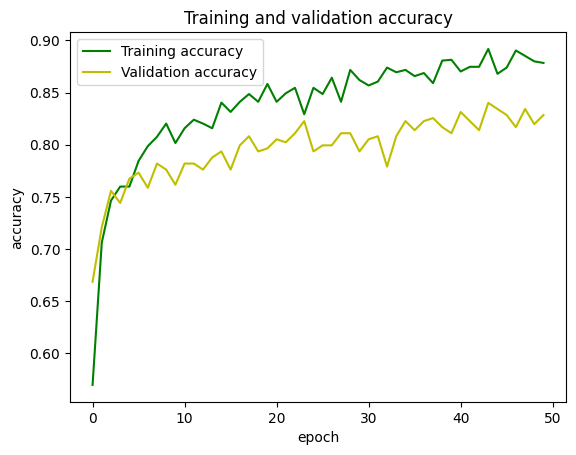 Training and validation accuracy
Training accuracy
Validation accuracy
0.90
0.85
0.80
0.75
0.70
0.65
0.60
accuracy
0
10
20
30
40
50
epoch